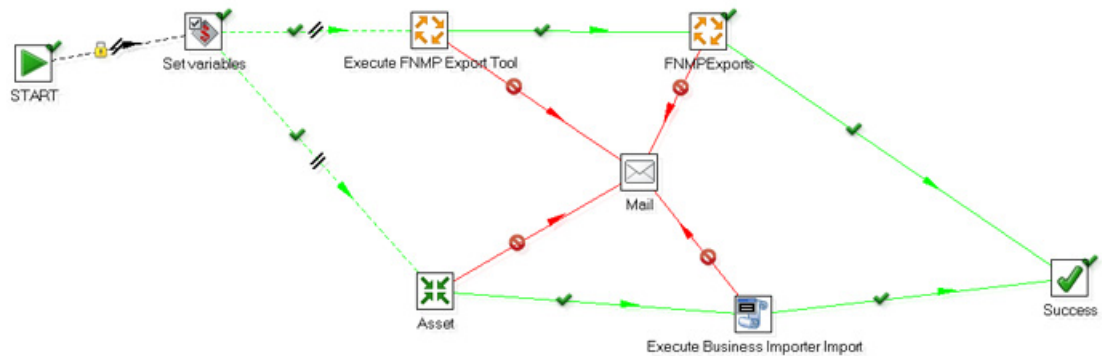 START
Set variables
Execute FNMP Export Tool
FNMPExports
Mail
Asset
Execute Business Importer Import
Success